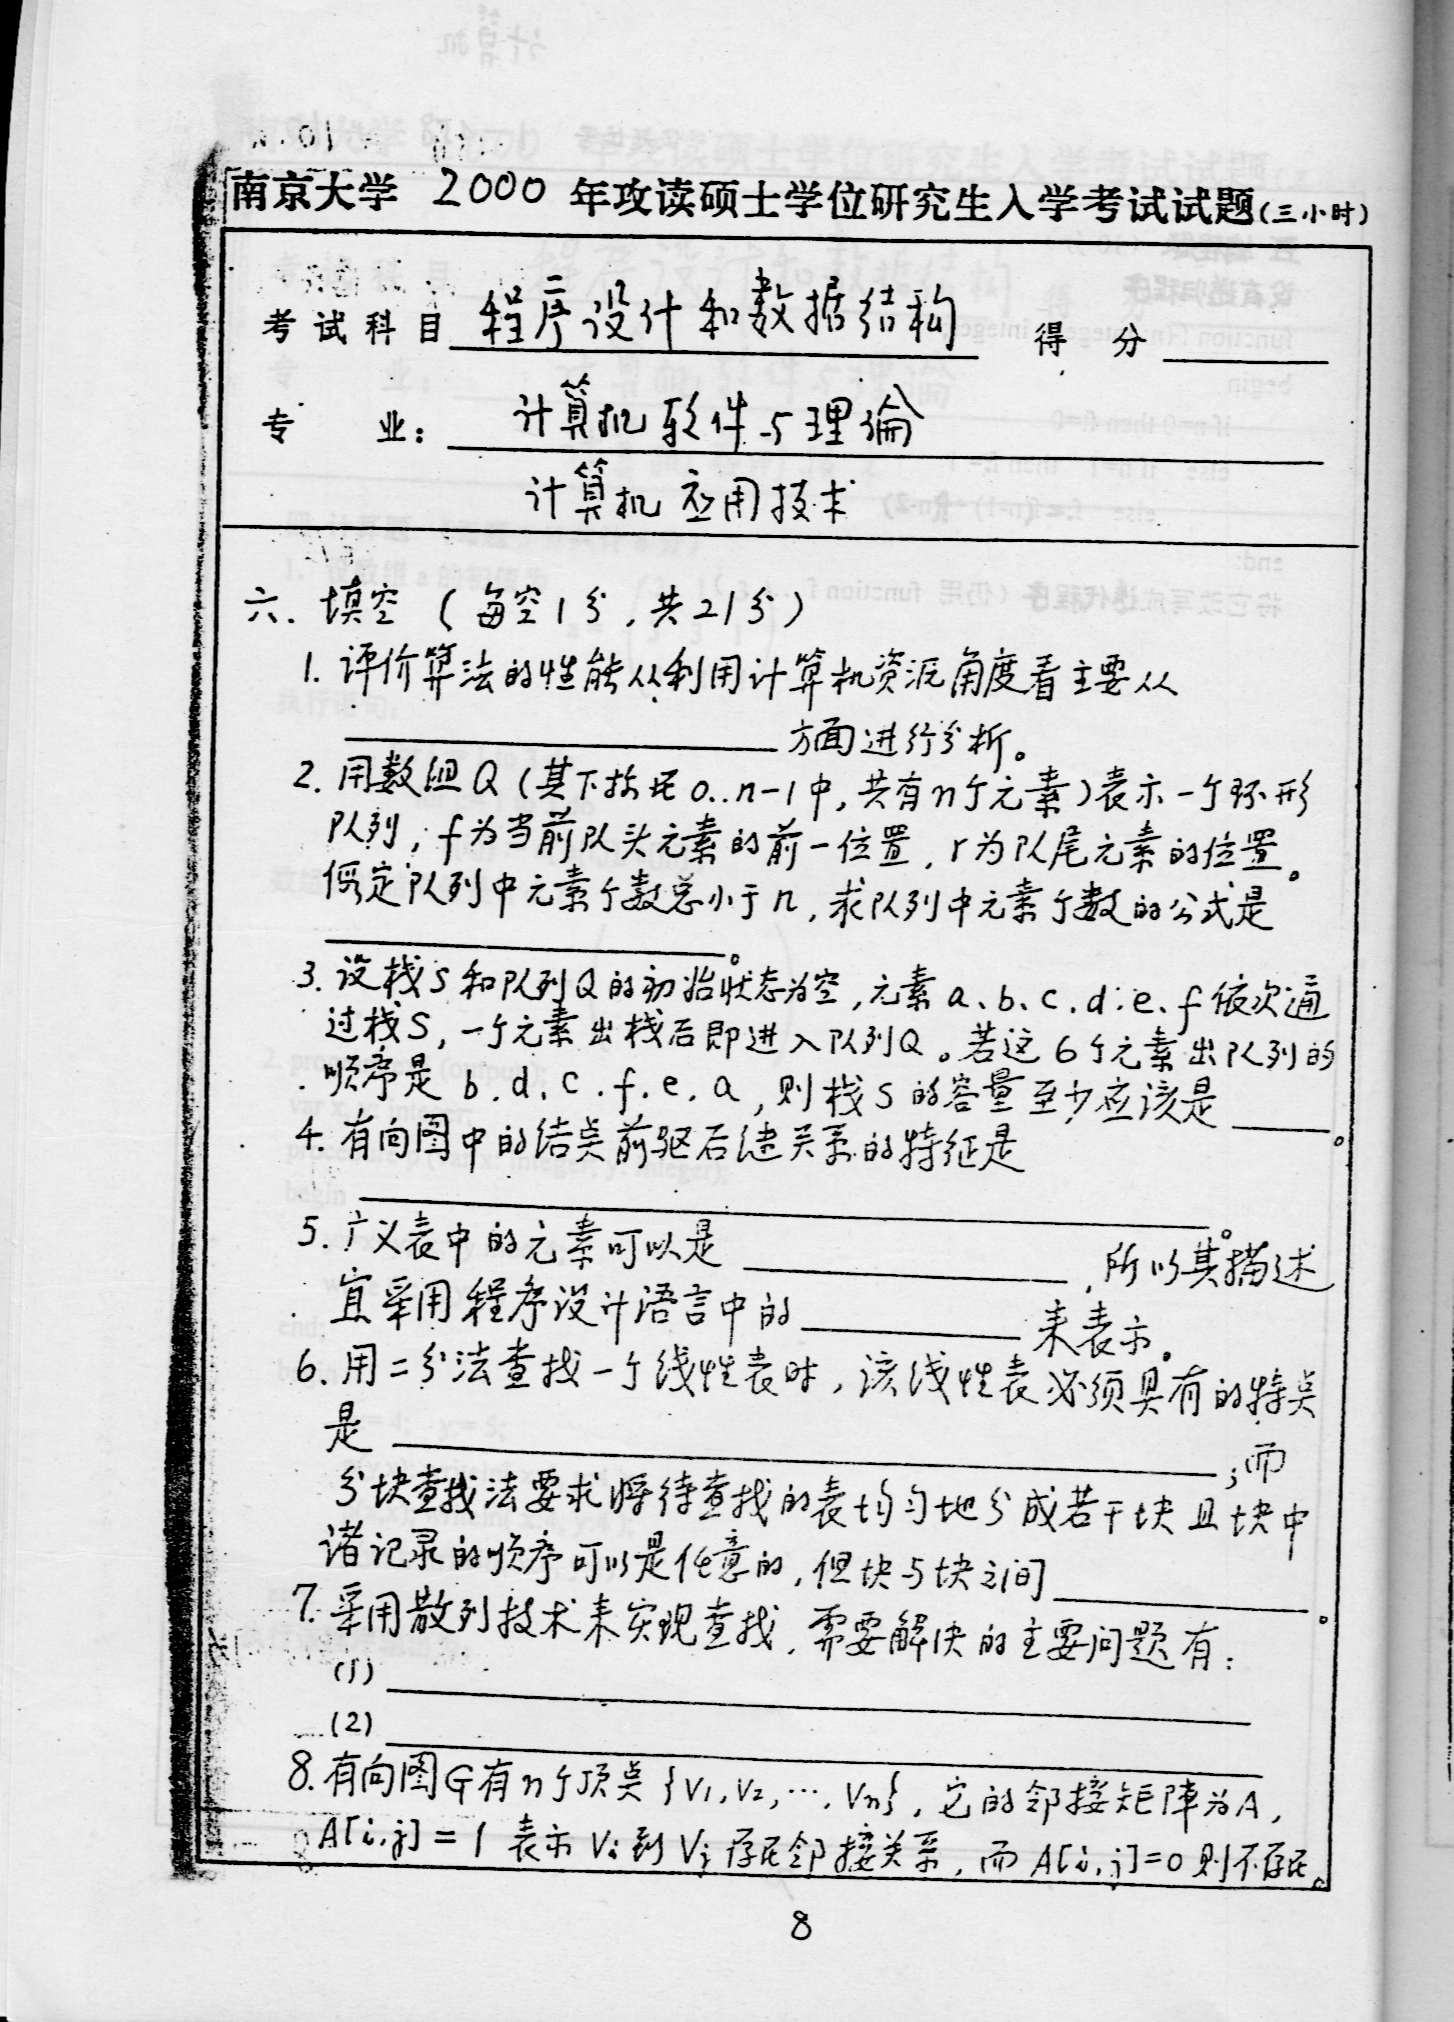 南京大学 2000 年攻读硕士学位研究生入学考试试题(三小时)
考试科目 程序设计和数据结构 得 分
专 业: 计算机软件与理論
计算机应用技术
六. 填空 (每空1分,共21分)
1. 评价算法的性能从利用计算机资源角度看主要从
方面进行分析。
2. 用数组Q(其下标在0..n-1中,共有n个元素)表示一个环形
队列,f为当前队头元素的前一位置,r为队尾元素的位置。
假定队列中元素个数总小于n,求队列中元素个数的公式是
。
3. 设栈S和队列Q的初始状态为空,元素a、b、c、d、e、f依次通
过栈S,一个元素出栈后即进入队列Q。若这6个元素出队列的
顺序是 b、d、c、f、e、a,则栈S的容量至少应该是 。
4. 有向图中的结点前驱后继关系的特征是
。
5. 广义表中的元素可以是 ,所以其描述
宜采用程序设计语言中的 来表示。
6. 用二分法查找一个线性表时,该线性表必须具有的特点
是 ;而
分块查找法要求将待查找的表均匀地分成若干块且块中
诸记录的顺序可以是任意的,但块与块之间 。
7. 采用散列技术来实现查找,需要解决的主要问题有:
(1)
(2)
8. 有向图G有n个顶点{V1,V2,…,Vn},它的邻接矩阵为A,
A[i,j]=1 表示Vi到Vj存在邻接关系,而A[i,j]=0则不存在。
8